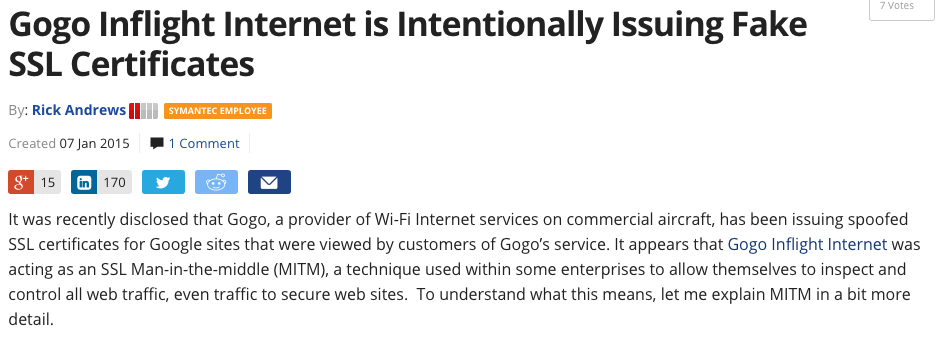 7 Votes
Gogo Inflight Internet is Intentionally Issuing Fake
SSL Certificates
By: Rick Andrews SYMANTEC EMPLOYEE
Created 07 Jan 2015 1 Comment
g+ 15 in 170
It was recently disclosed that Gogo, a provider of Wi-Fi Internet services on commercial aircraft, has been issuing spoofed
SSL certificates for Google sites that were viewed by customers of Gogo’s service. It appears that Gogo Inflight Internet was
acting as an SSL Man-in-the-middle (MITM), a technique used within some enterprises to allow themselves to inspect and
control all web traffic, even traffic to secure web sites.  To understand what this means, let me explain MITM in a bit more
detail.